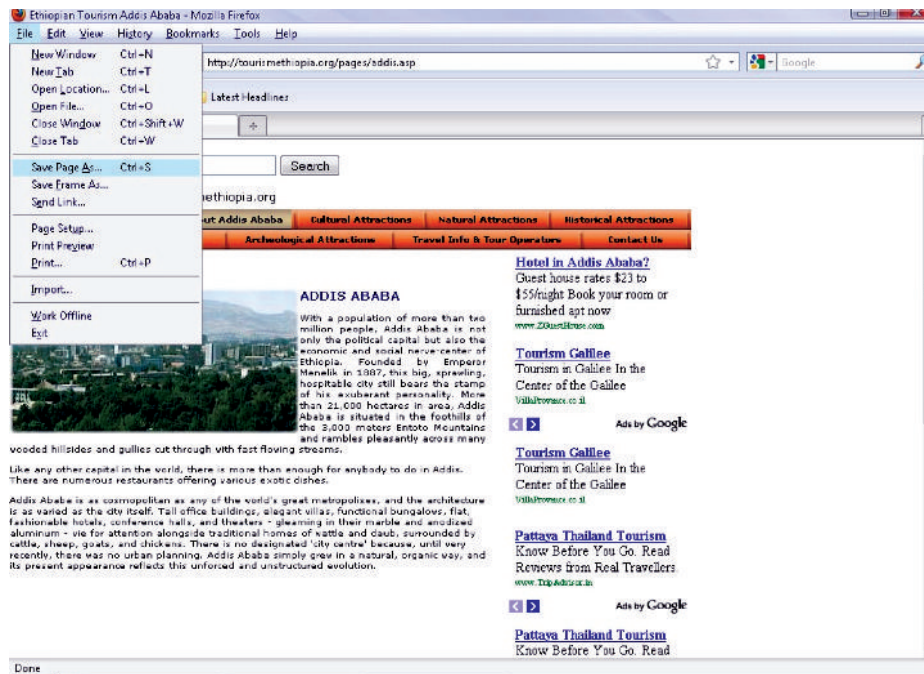 Ethiopian Tourism Addis Ababa - Mozilla Firefox
File Edit View History Bookmarks Tools Help
New Window Ctrl+N
New Tab Ctrl+T
Open Location... Ctrl+L
Open File... Ctrl+O
Close Window Ctrl+Shift+W
Close Tab Ctrl+W
Save Page As... Ctrl+S
Save Frame As...
Send Link...
Page Setup...
Print Preview
Print... Ctrl+P
Import...
Work Offline
Exit
http://tourismethiopia.org/pages/addis.asp
Google
Latest Headlines
Search
ethiopia.org
ut Addis Ababa Cultural Attractions Natural Attractions Historical Attractions
Archeological Attractions Travel Info & Tour Operators Contact Us
ADDIS ABABA
With a population of more than two
million people, Addis Ababa is not
only the political capital but also the
economic and social nerve-center of
Ethiopia. Founded by Emperor
Menelik in 1887, this big, sprawling,
hospitable city still bears the stamp
of his exuberant personality. More
than 21,000 hectares in area, Addis
Ababa is situated in the foothills of
the 3,000 meters Entoto Mountains
and rambles pleasantly across many
wooded hillsides and gullies cut through with fast flowing streams.
Like any other capital in the world, there is more than enough for anybody to do in Addis.
There are numerous restaurants offering various exotic dishes.
Addis Ababa is as cosmopolitan as any of the world's great metropolises, and the architecture
is as varied as the city itself. Tall office buildings, elegant villas, functional bungalows, flat,
fashionable hotels, conference halls, and theaters - gleaming in their marble and anodized
aluminum - vie for attention alongside traditional homes of wattle and daub, surrounded by
cattle, sheep, goats, and chickens. There is no designated 'city centre' because, until very
recently, there was no urban planning. Addis Ababa simply grew in a natural, organic way, and
its present appearance reflects this unforced and unstructured evolution.
Hotel in Addis Ababa?
Guest house rates $23 to
$55/night Book your room or
furnished apt now
www.ZGuestHouse.com
Tourism Galilee
Tourism in Galilee In the
Center of the Galilee
VillaProvence.co.il
Ads by Google
Tourism Galilee
Tourism in Galilee In the
Center of the Galilee
VillaProvence.co.il
Pattaya Thailand Tourism
Know Before You Go. Read
Reviews from Real Travellers
www.TripAdvisor.in
Ads by Google
Pattaya Thailand Tourism
Know Before You Go. Read
Done